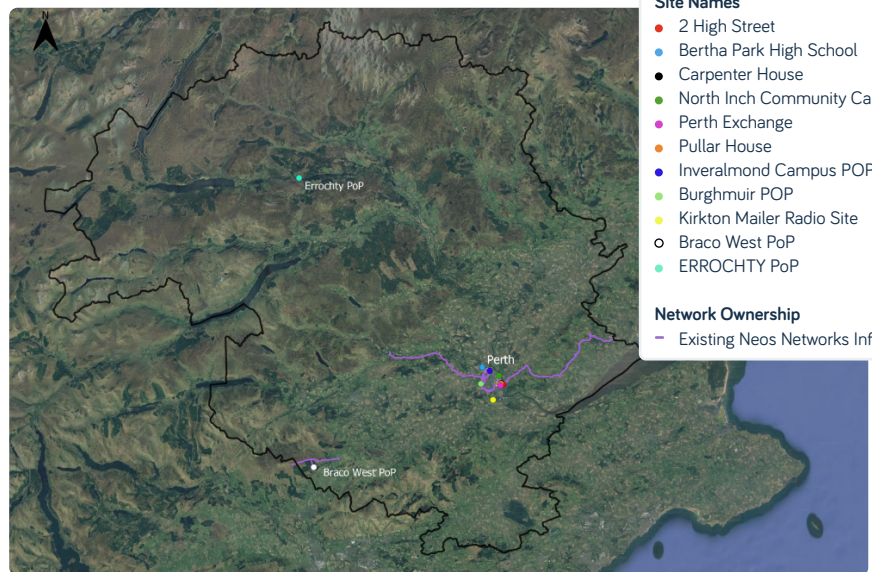 N
Site Names
2 High Street
Bertha Park High School
Carpenter House
North Inch Community Ca
Perth Exchange
Pullar House
Inveralmond Campus POP
Burghmuir POP
Kirkton Mailer Radio Site
Braco West PoP
ERROCHTY PoP
Network Ownership
Existing Neos Networks Inf
Errochty PoP
Perth
Braco West PoP